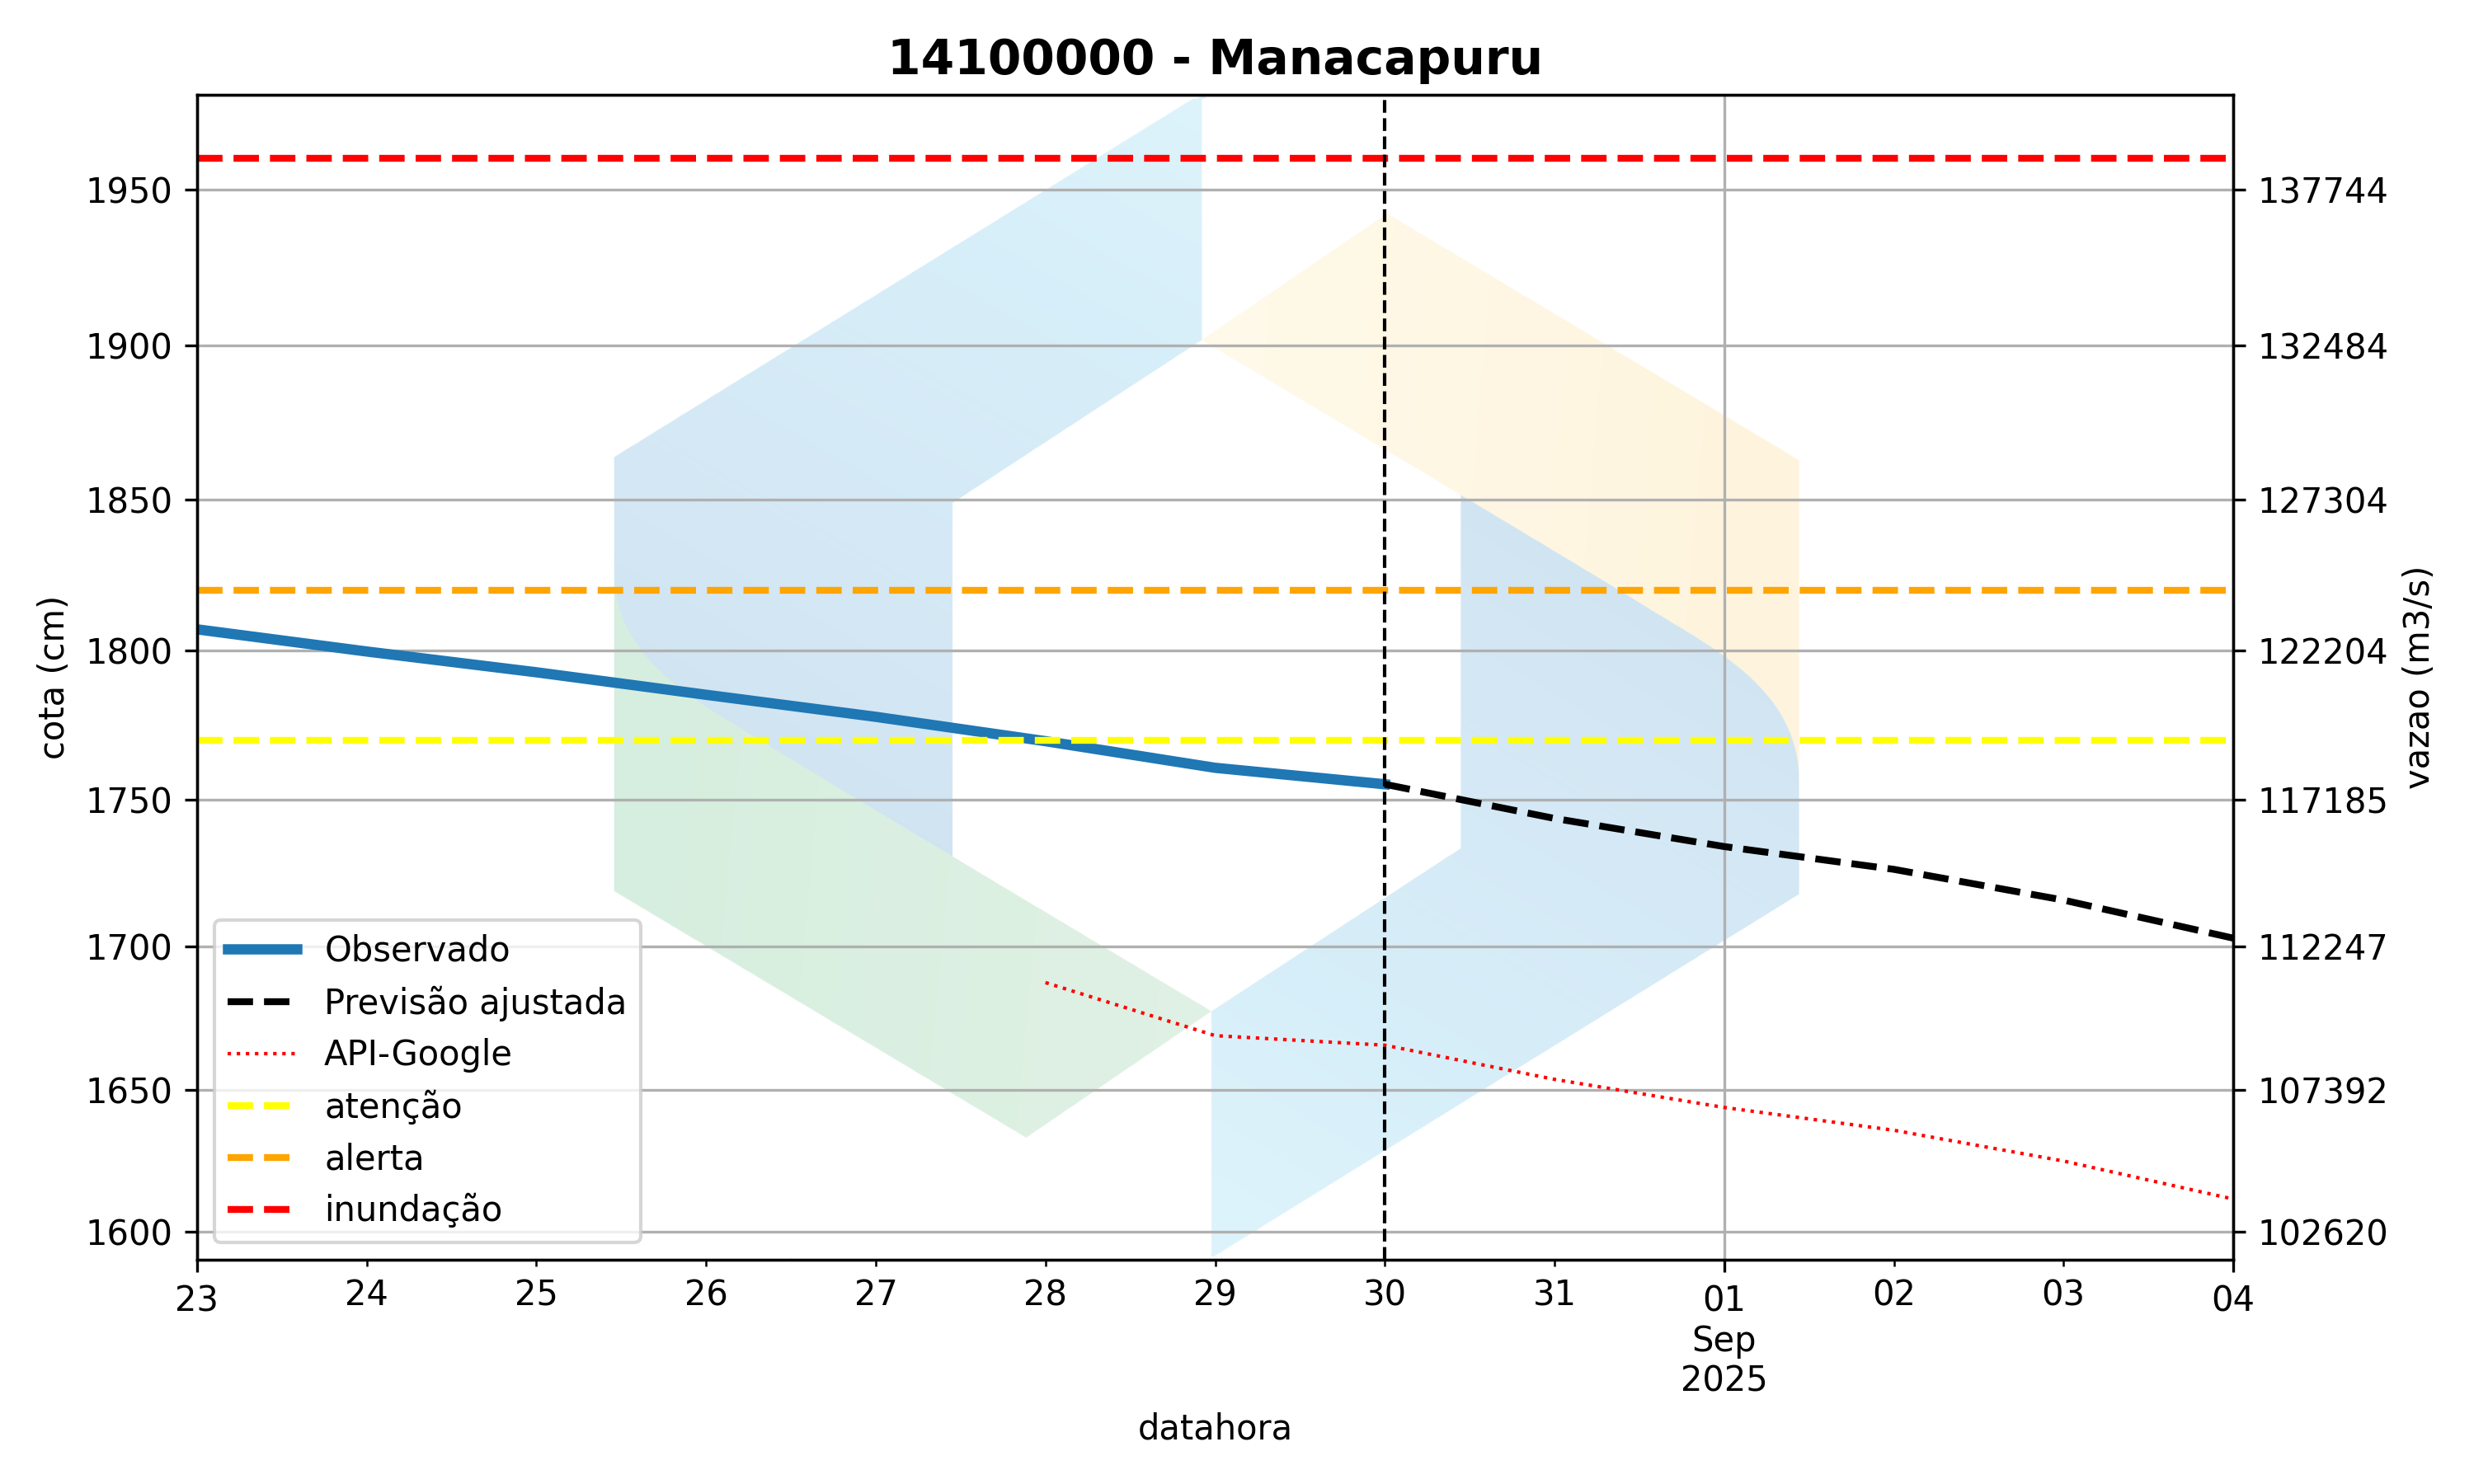 14100000 - Manacapuru
1950
1900
1850
1800
1750
1700
1650
1600
cota (cm)
137744
132484
127304
122204
117185
112247
107392
102620
vazao (m3/s)
Observado
Previsão ajustada
API-Google
atenção
alerta
inundação
23 24 25 26 27 28 29 30 31 01 02 03 04
Sep
2025
datahora